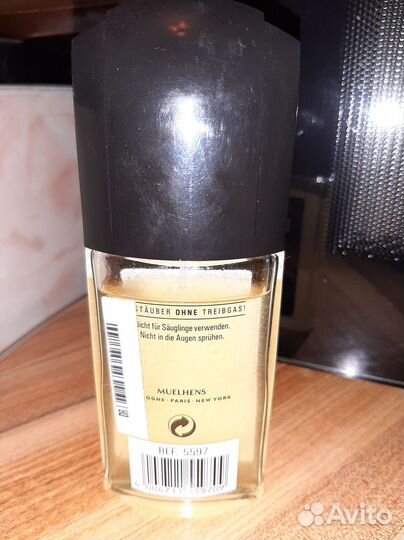 STÄUBER OHNE TREIBGAS!
icht für Säuglinge verwenden.
Nicht in die Augen sprühen.
MUELHENS
OGNE · PARIS · NEW YORK
REF. 5597
Avito